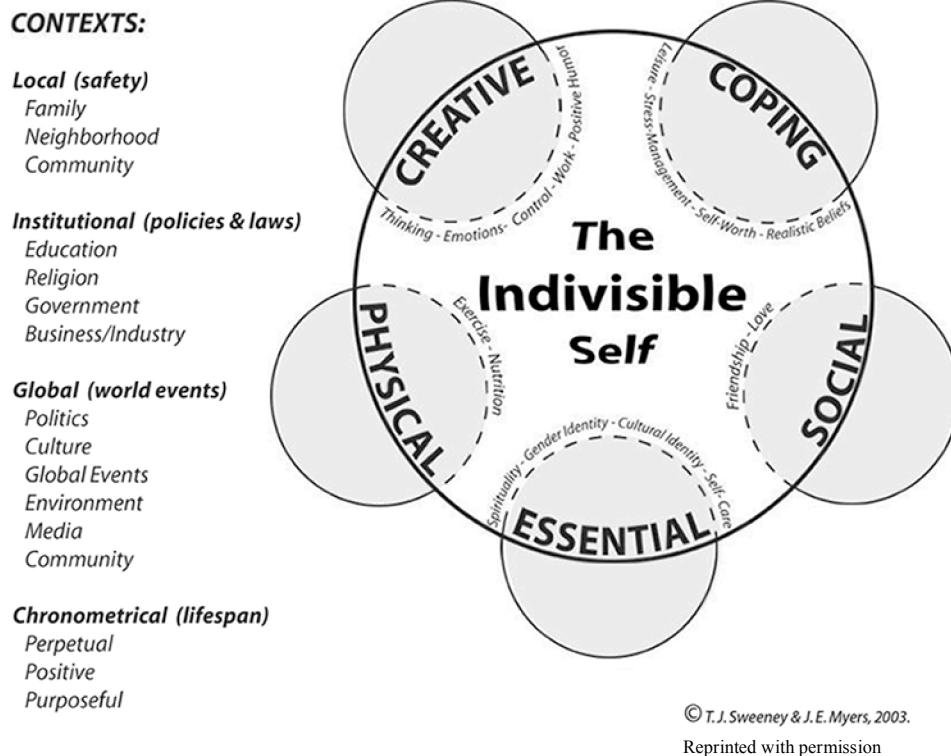 CONTEXTS:
Local (safety)
Family
Neighborhood
Community
Institutional (policies & laws)
Education
Religion
Government
Business/Industry
Global (world events)
Politics
Culture
Global Events
Environment
Media
Community
Chronometrical (lifespan)
Perpetual
Positive
Purposeful
CREATIVE
Thinking - Emotions- Control - Work - Positive Humor
COPING
Leisure - Stress-Management - Self-Worth - Realistic Beliefs
The
Indivisible
Self
PHYSICAL
Exercise - Nutrition
SOCIAL
Friendship - Love
Spirituality - Gender Identity - Cultural Identity - Self- Care
ESSENTIAL
© T. J. Sweeney & J. E. Myers, 2003.
Reprinted with permission